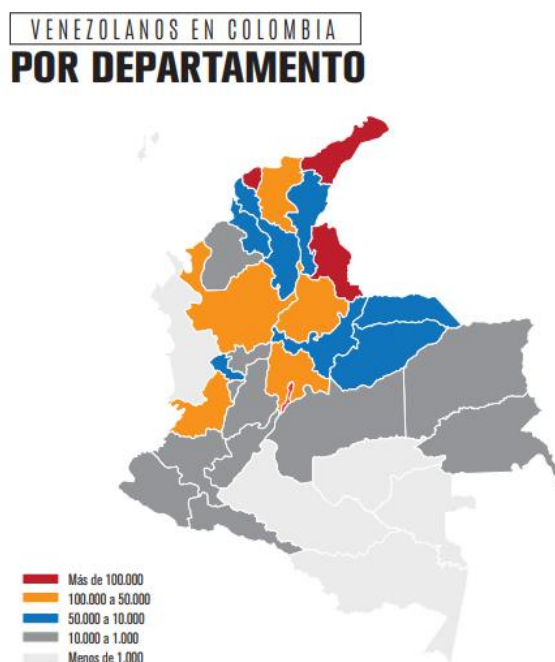 VENEZOLANOS EN COLOMBIA
POR DEPARTAMENTO
Más de 100.000
100.000 a 50.000
50.000 a 10.000
10.000 a 1.000
Menos de 1.000